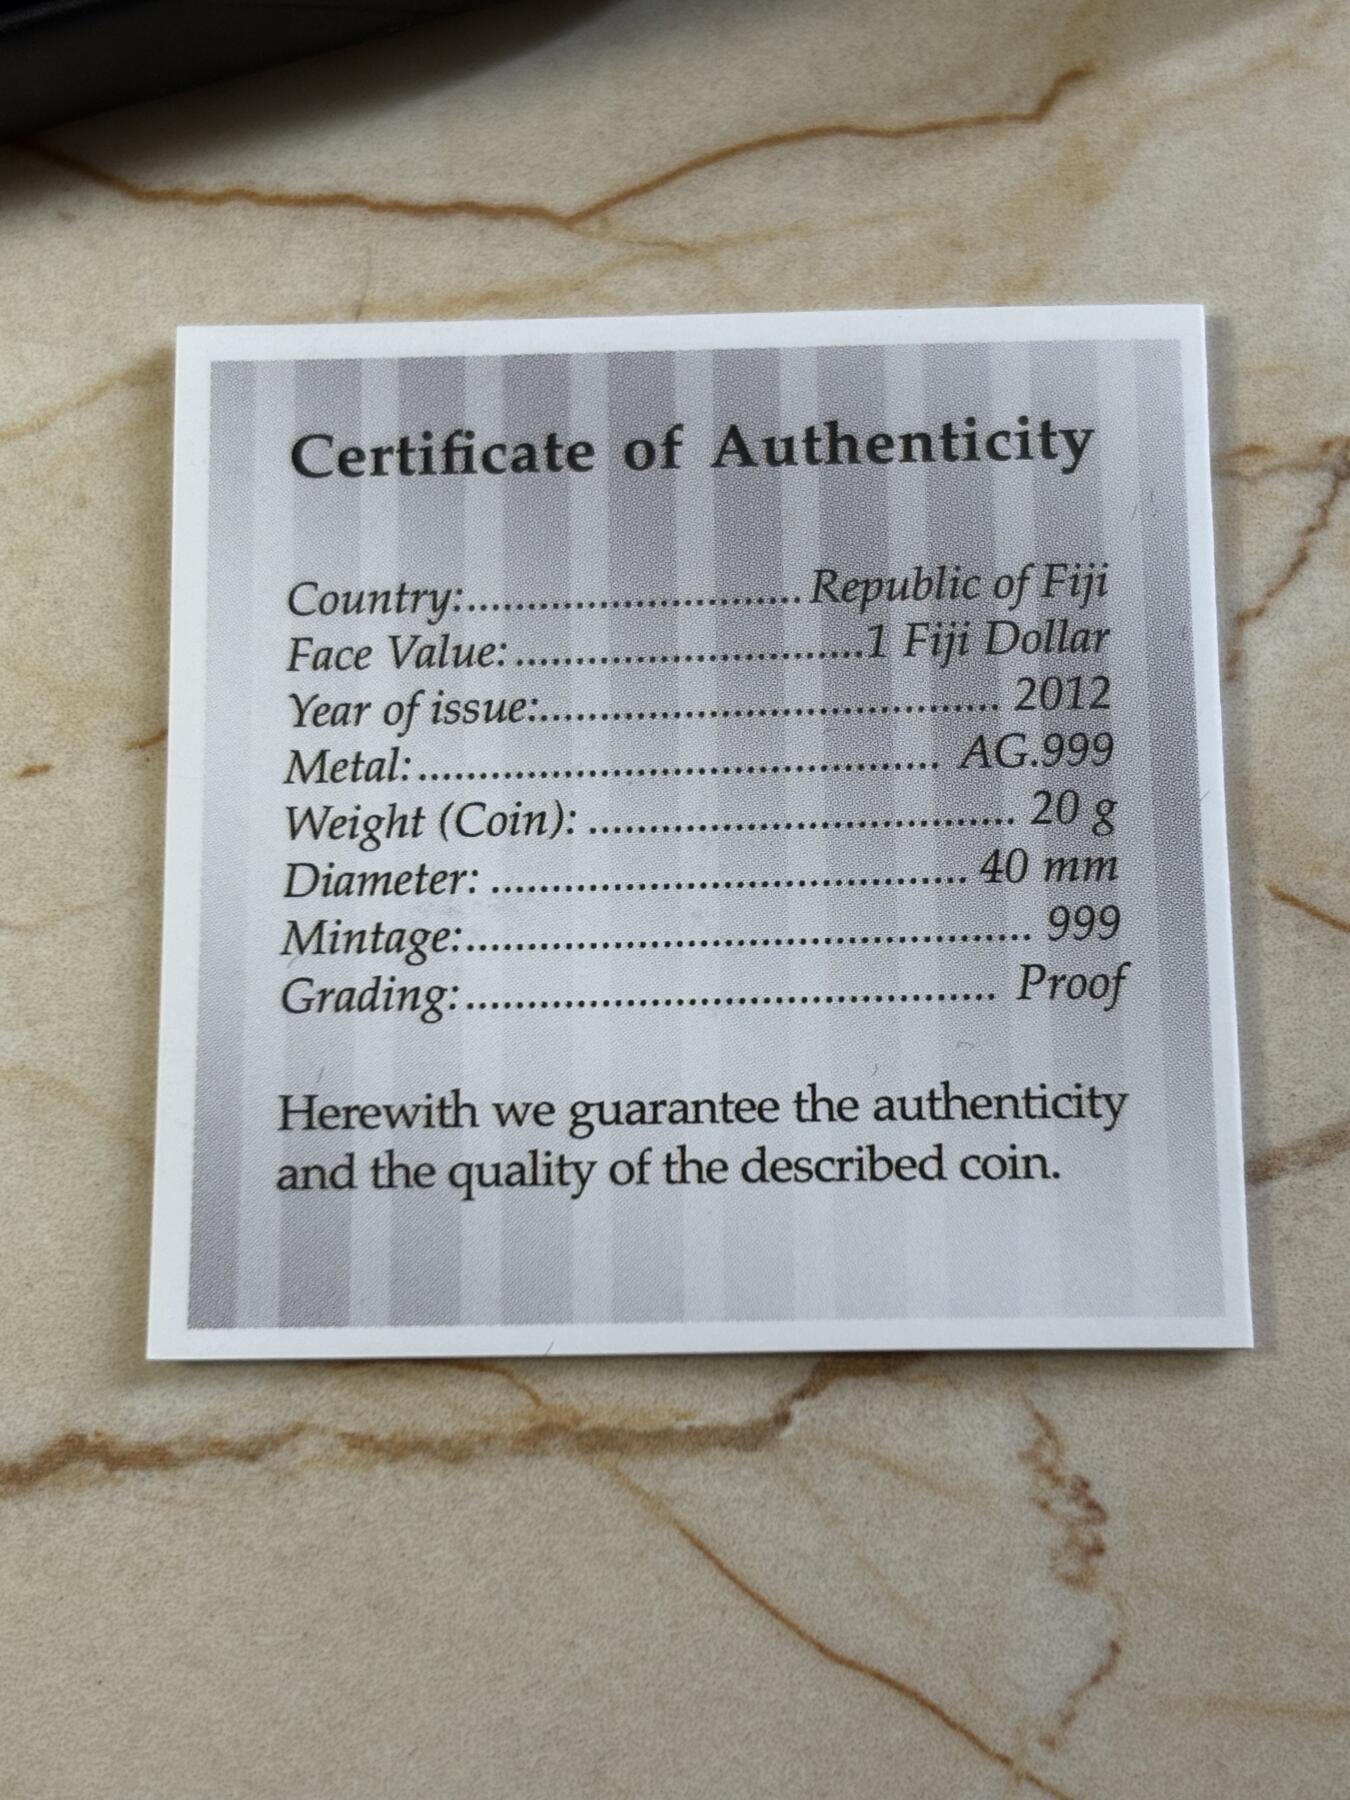 Certificate of Authenticity
Country:............................Republic of Fiji
Face Value:.............................1 Fiji Dollar
Year of issue:...................................... 2012
Metal:........................................... AG.999
Weight (Coin): ................................... 20 g
Diameter: ........................................ 40 mm
Mintage:............................................... 999
Grading:............................................ Proof
Herewith we guarantee the authenticity
and the quality of the described coin.